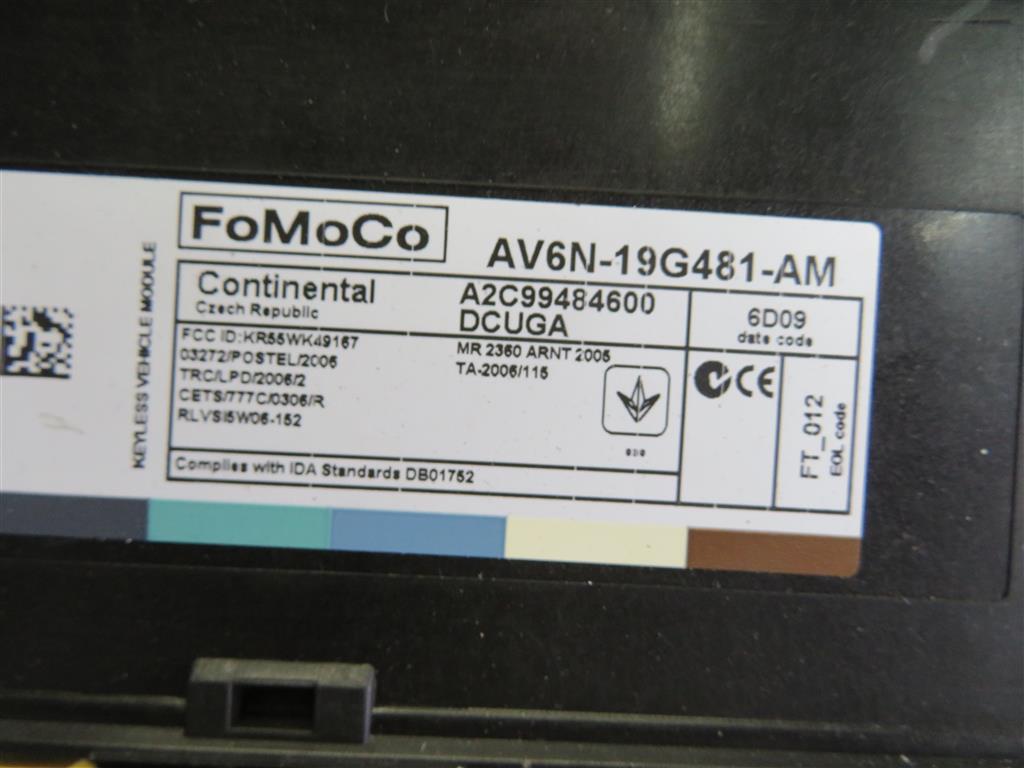 FoMoCo
AV6N-19G481-AM
KEYLESS VEHICLE MODULE
Continental
Czech Republic
A2C99484600
DCUGA
6D09
date code
FCC ID:KR55WK49167
03272/POSTEL/2006
TRC/LPD/2006/2
CETS/777C/0306/R
RLVSI5W06-152
MR 2360 ARNT 2005
TA-2006/115
CE
FT_012
EOL code
Complies with IDA Standards DB01752